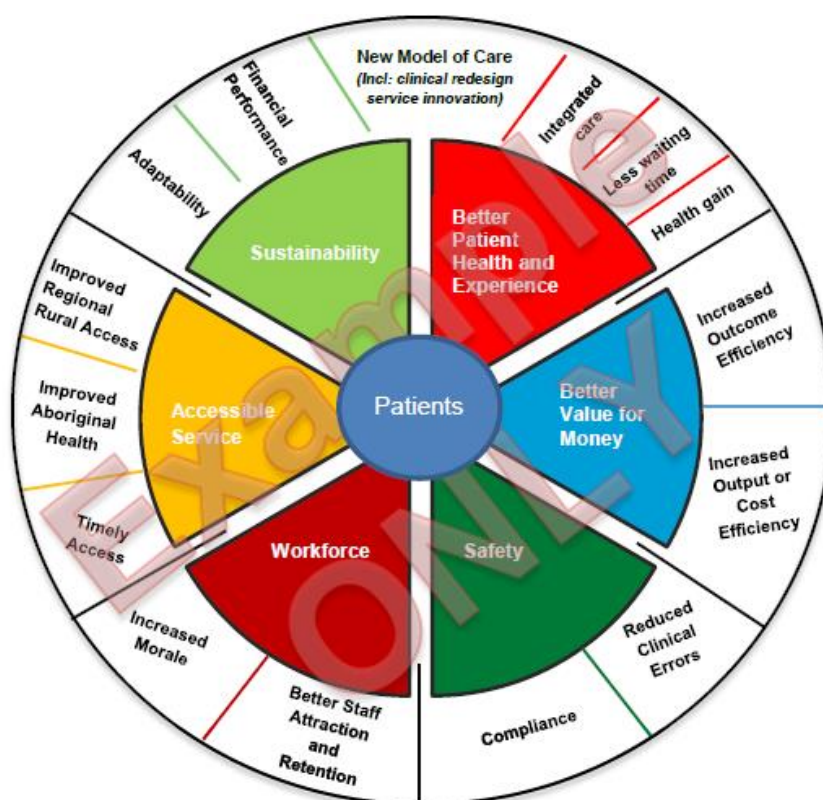 New Model of Care
(Incl: clinical redesign
service innovation)
Integrated
care
Less waiting
time
Health gain
Better
Patient
Health and
Experience
Increased
Outcome
Efficiency
Increased
Output or
Cost
Efficiency
Better
Value for
Money
Reduced
Clinical
Errors
Compliance
Safety
Better Staff
Attraction
and
Retention
Increased
Morale
Workforce
Timely
Access
Improved
Aboriginal
Health
Improved
Regional
Rural Access
Accessible
Service
Adaptability
Financial
Performance
Sustainability
Patients
Example
ONLY